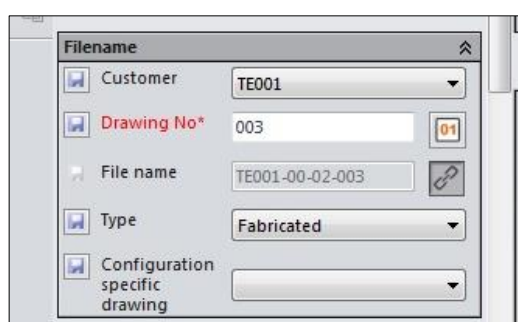 Filename
Customer TE001
Drawing No* 003 01
File name TE001-00-02-003
Type Fabricated
Configuration
specific
drawing